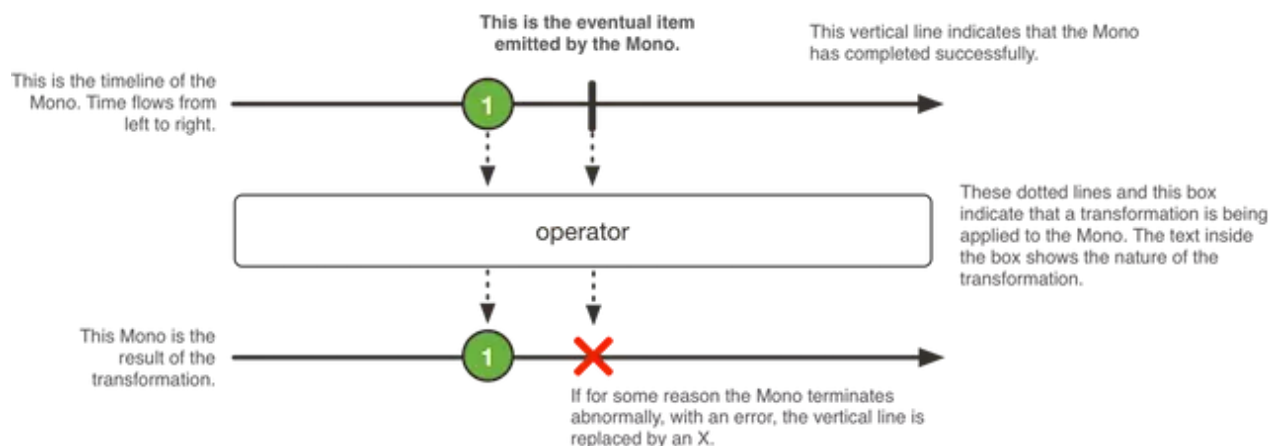 This is the eventual item
emitted by the Mono.
This vertical line indicates that the Mono
has completed successfully.
This is the timeline of the
Mono. Time flows from
left to right.
1
These dotted lines and this box
indicate that a transformation is being
applied to the Mono. The text inside
the box shows the nature of the
transformation.
operator
This Mono is the
result of the
transformation.
1
If for some reason the Mono terminates
abnormally, with an error, the vertical line is
replaced by an X.